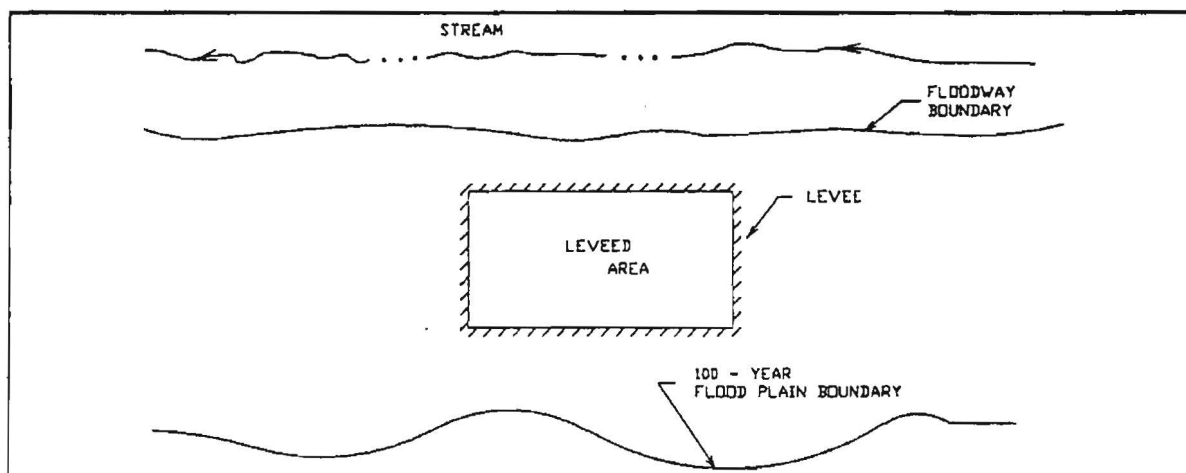 STREAM
FLOODWAY
BOUNDARY
LEVEE
LEVEED
AREA
100 - YEAR
FLOOD PLAIN BOUNDARY